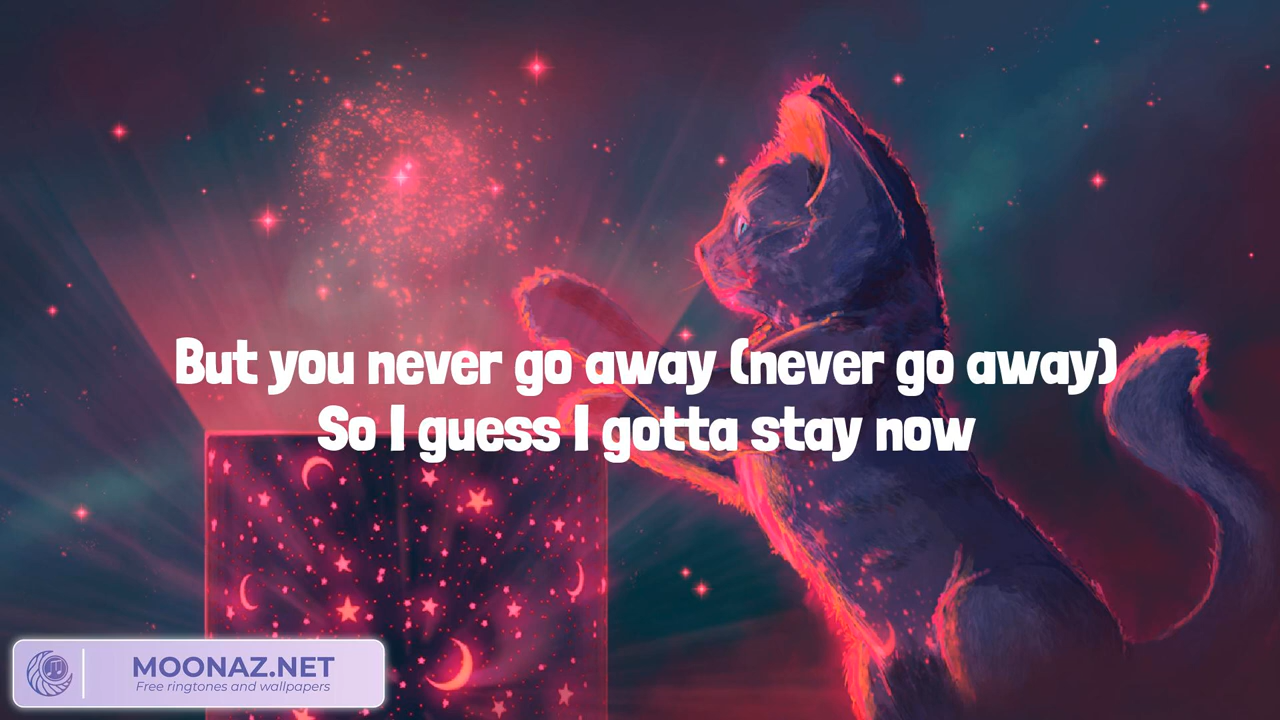 But you never go away (never go away)
So I guess I gotta stay now
MOONAZ.NET
Free ringtones and wallpapers